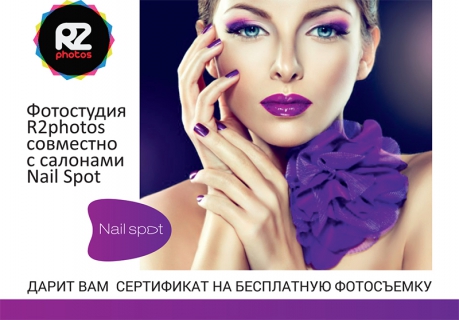 R2
photos
Фотостудия
R2photos
совместно
с салонами
Nail Spot
Nail spot
ДАРИТ ВАМ СЕРТИФИКАТ НА БЕСПЛАТНУЮ ФОТОСЪЕМКУ